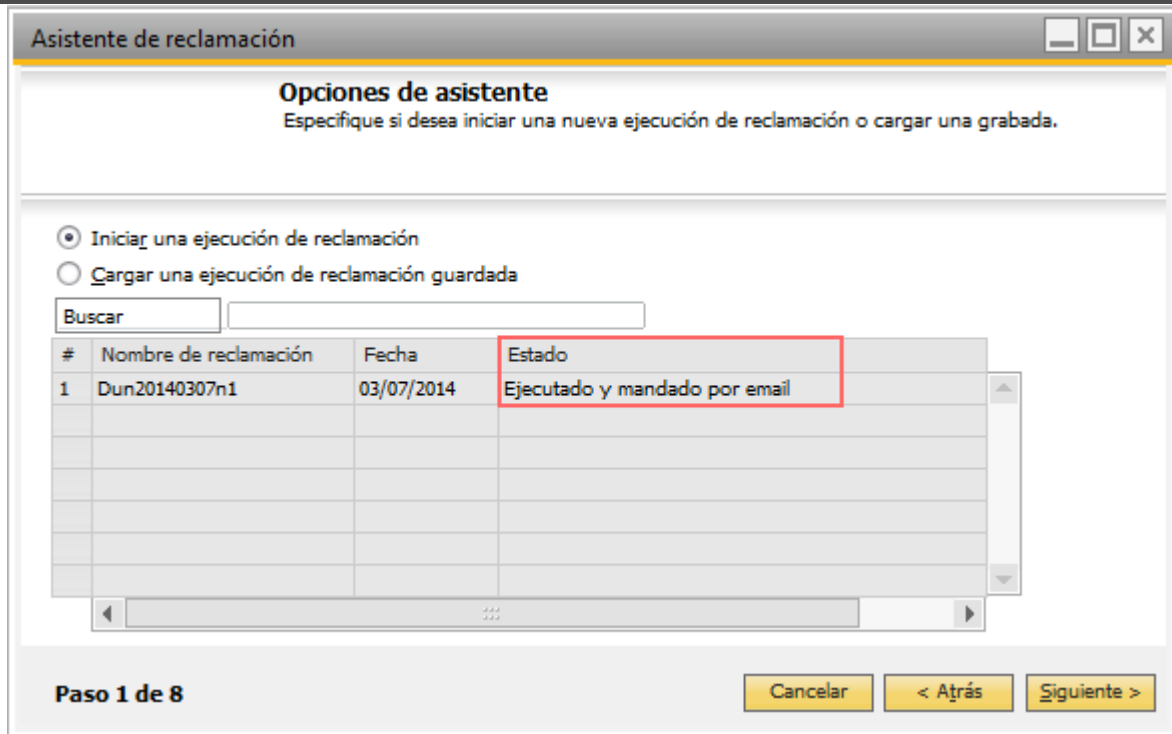 Asistente de reclamación
Opciones de asistente
Especifique si desea iniciar una nueva ejecución de reclamación o cargar una grabada.
Iniciar una ejecución de reclamación
Cargar una ejecución de reclamación guardada
Buscar
# Nombre de reclamación Fecha Estado
1 Dun20140307n1 03/07/2014 Ejecutado y mandado por email
Paso 1 de 8 Cancelar < Atrás Siguiente >